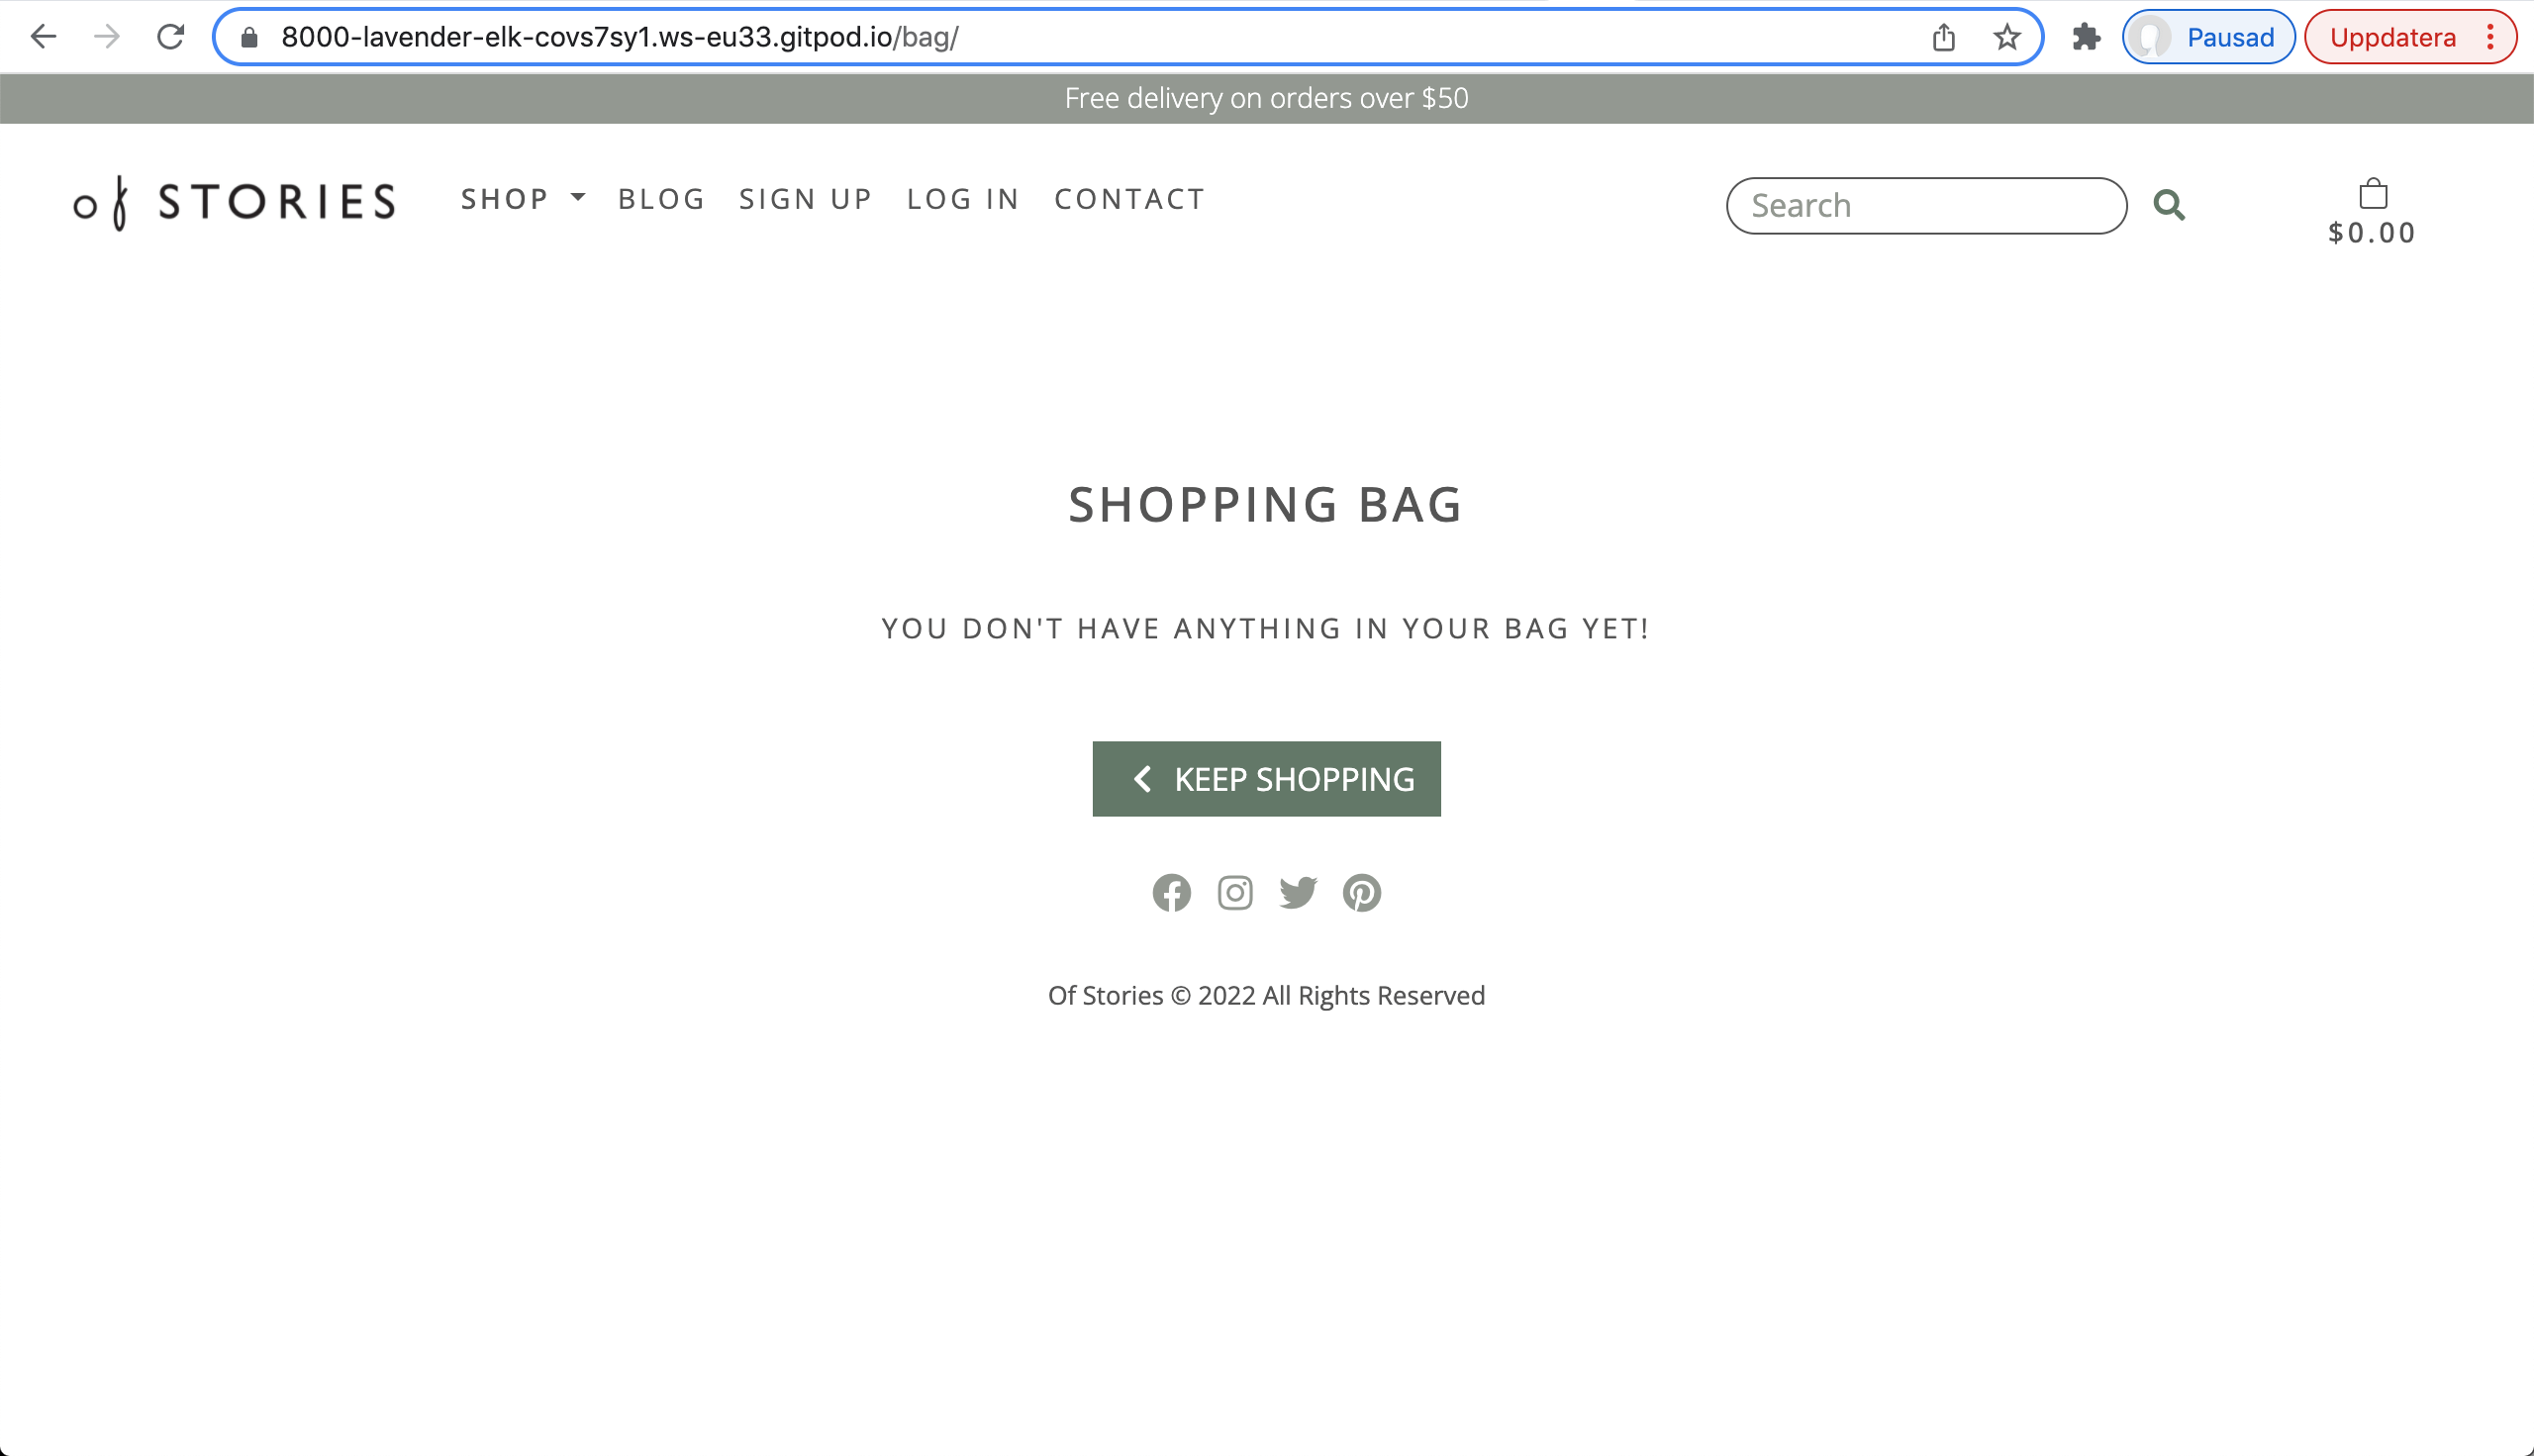 8000-lavender-elk-covs7sy1.ws-eu33.gitpod.io/bag/
Pausad
Uppdatera
Free delivery on orders over $50
of STORIES
SHOP
BLOG
SIGN UP
LOG IN
CONTACT
Search
$0.00
SHOPPING BAG
YOU DON'T HAVE ANYTHING IN YOUR BAG YET!
KEEP SHOPPING
Of Stories © 2022 All Rights Reserved